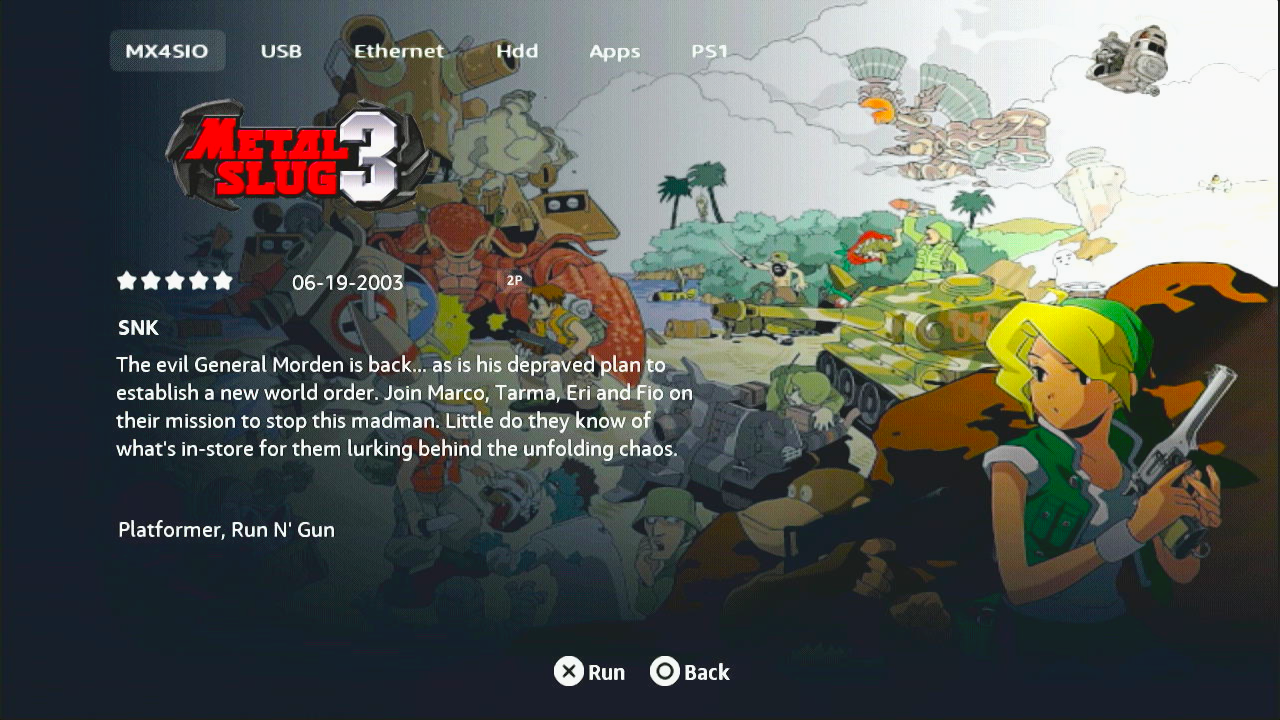 MX4SIO USB Ethernet Hdd Apps PS1
METAL SLUG 3
06-19-2003 2P
SNK
The evil General Morden is back... as is his depraved plan to
establish a new world order. Join Marco, Tarma, Eri and Fio on
their mission to stop this madman. Little do they know of
what's in-store for them lurking behind the unfolding chaos.
Platformer, Run N' Gun
Run Back